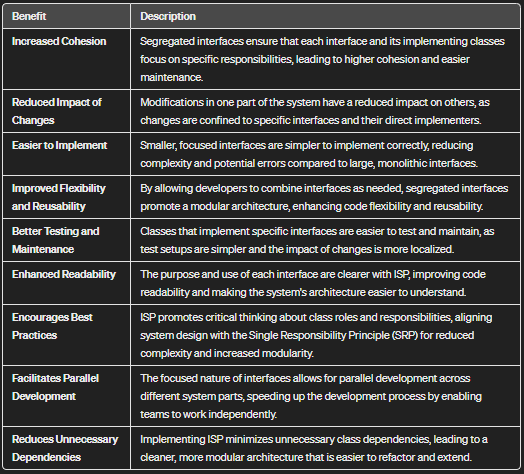 Benefit Description
Increased Cohesion Segregated interfaces ensure that each interface and its implementing classes
focus on specific responsibilities, leading to higher cohesion and easier
maintenance.
Reduced Impact of Modifications in one part of the system have a reduced impact on others, as
Changes changes are confined to specific interfaces and their direct implementers.
Easier to Implement Smaller, focused interfaces are simpler to implement correctly, reducing
complexity and potential errors compared to large, monolithic interfaces.
Improved Flexibility By allowing developers to combine interfaces as needed, segregated interfaces
and Reusability promote a modular architecture, enhancing code flexibility and reusability.
Better Testing and Classes that implement specific interfaces are easier to test and maintain, as
Maintenance test setups are simpler and the impact of changes is more localized.
Enhanced Readability The purpose and use of each interface are clearer with ISP, improving code
readability and making the system's architecture easier to understand.
Encourages Best ISP promotes critical thinking about class roles and responsibilities, aligning
Practices system design with the Single Responsibility Principle (SRP) for reduced
complexity and increased modularity.
Facilitates Parallel The focused nature of interfaces allows for parallel development across
Development different system parts, speeding up the development process by enabling
teams to work independently.
Reduces Unnecessary Implementing ISP minimizes unnecessary class dependencies, leading to a
Dependencies cleaner, more modular architecture that is easier to refactor and extend.